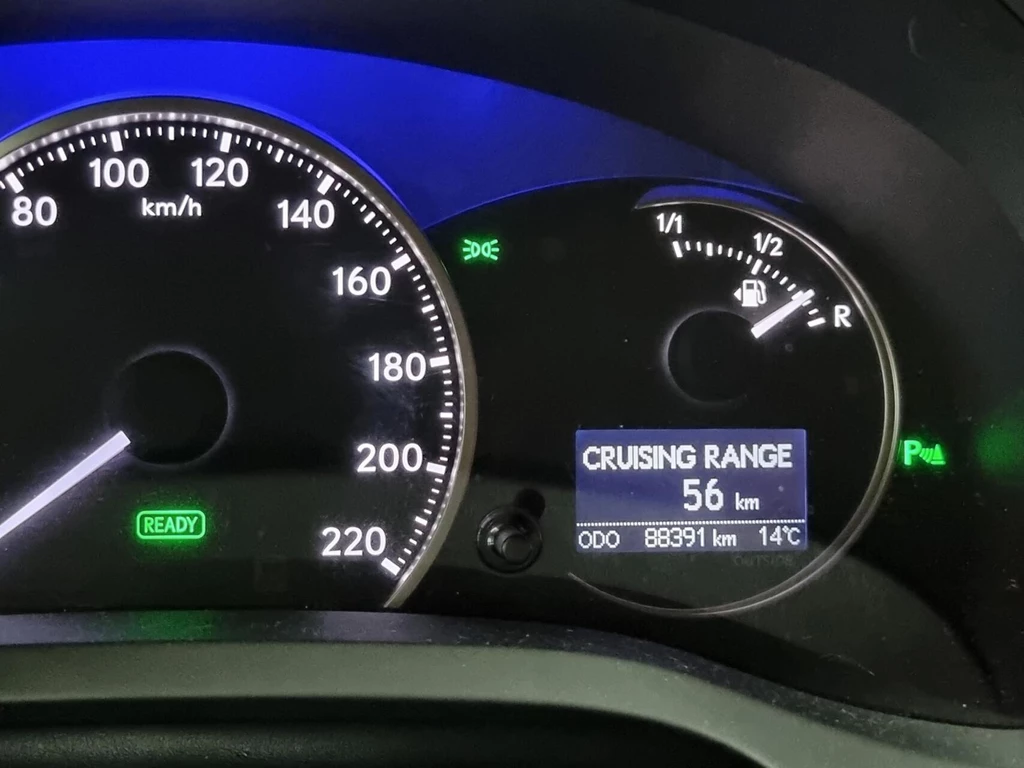 80
100
120
140
160
180
200
220
km/h
READY
1/1
1/2
R
CRUISING RANGE
56 km
ODO 88391 km 14°C
OUTSIDE
P